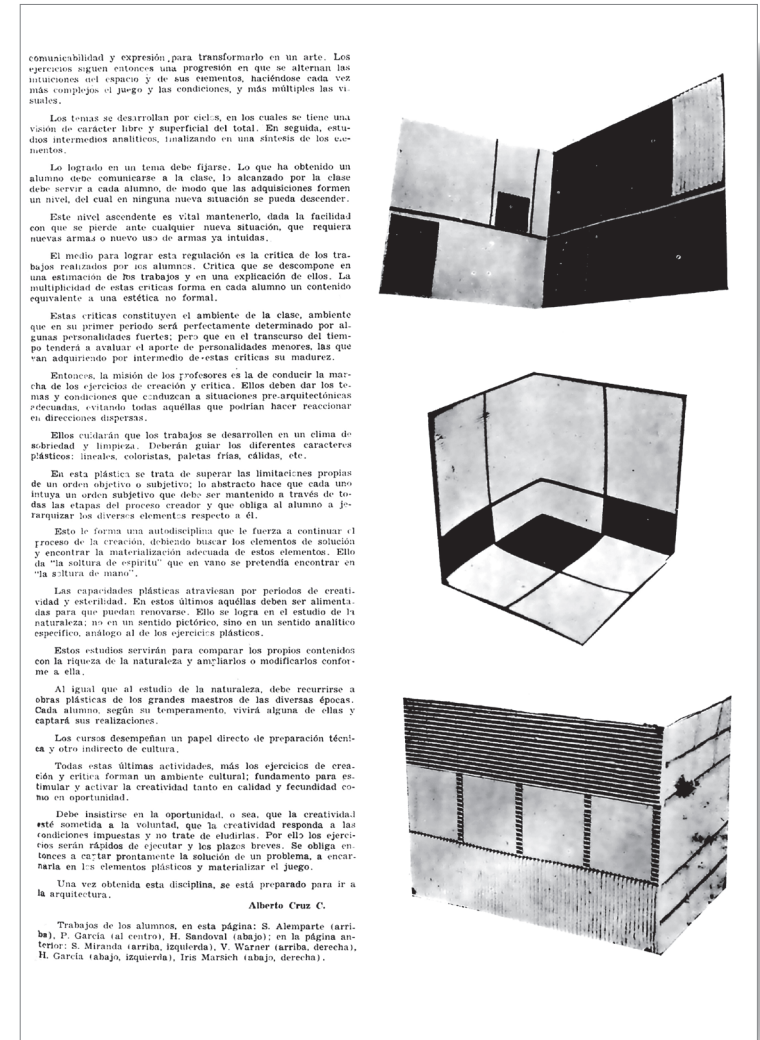 comunicabilidad y expresión para transformarlo en un arte. Los
ejercicios siguen entonces una progresión en que se alternan las
intuiciones del espacio y de sus elementos, haciéndose cada vez
más complejos el juego y las condiciones, y más múltiples las vi-
suales.
Los temas se desarrollan por ciclos, en los cuales se tiene una
visión de carácter libre y superficial del total. En seguida, estu-
dios intermedios analíticos, finalizando en una síntesis de los ele-
mentos.
Lo logrado en un tema debe fijarse. Lo que ha obtenido un
alumno debe comunicarse a la clase, lo alcanzado por la clase
debe servir a cada alumno, de modo que las adquisiciones formen
un nivel, del cual en ninguna nueva situación se pueda descender.
Este nivel ascendente es vital mantenerlo, dada la facilidad
con que se pierde ante cualquier nueva situación, que requiera
nuevas armas o nuevo uso de armas ya intuidas.
El medio para lograr esta regulación es la crítica de los tra-
bajos realizados por los alumnos. Crítica que se descompone en
una estimación de los trabajos y en una explicación de ellos. La
multiplicidad de estas críticas forma en cada alumno un contenido
equivalente a una estética no formal.
Estas críticas constituyen el ambiente de la clase, ambiente
que en su primer período será perfectamente determinado por al-
gunas personalidades fuertes; pero que en el transcurso del tiem-
po tenderá a avaluar el aporte de personalidades menores, las que
van adquiriendo por intermedio de estas críticas su madurez.
Entonces, la misión de los profesores es la de conducir la mar-
cha de los ejercicios de creación y crítica. Ellos deben dar los te-
mas y condiciones que conduzcan a situaciones pre-arquitectónicas
adecuadas, evitando todas aquéllas que podrían hacer reaccionar
en direcciones dispersas.
Ellos cuidarán que los trabajos se desarrollen en un clima de
sobriedad y limpieza. Deberán guiar los diferentes caracteres
plásticos: lineales, coloristas, paletas frías, cálidas, etc.
En esta plástica se trata de superar las limitaciones propias
de un orden objetivo o subjetivo; lo abstracto hace que cada uno
intuya un orden subjetivo que debe ser mantenido a través de to-
das las etapas del proceso creador y que obliga al alumno a je-
rarquizar los diversos elementos respecto a él.
Esto le forma una autodisciplina que le fuerza a continuar el
proceso de la creación, debiendo buscar los elementos de solución
y encontrar la materialización adecuada de estos elementos. Ello
da "la soltura de espíritu" que en vano se pretendía encontrar en
"la soltura de mano".
Las capacidades plásticas atraviesan por períodos de creati-
vidad y esterilidad. En estos últimos aquéllas deben ser alimenta-
das para que puedan renovarse. Ello se logra en el estudio de la
naturaleza; no en un sentido pictórico, sino en un sentido analítico
específico, análogo al de los ejercicios plásticos.
Estos estudios servirán para comparar los propios contenidos
con la riqueza de la naturaleza y ampliarlos o modificarlos confor-
me a ella.
Al igual que al estudio de la naturaleza, debe recurrirse a
obras plásticas de los grandes maestros de las diversas épocas.
Cada alumno, según su temperamento, vivirá alguna de ellas y
captará sus realizaciones.
Los cursos desempeñan un papel directo de preparación técni-
ca y otro indirecto de cultura.
Todas estas últimas actividades, más los ejercicios de crea-
ción y crítica forman un ambiente cultural; fundamento para es-
timular y activar la creatividad tanto en calidad y fecundidad co-
mo en oportunidad.
Debe insistirse en la oportunidad, o sea, que la creatividad
esté sometida a la voluntad, que la creatividad responda a las
condiciones impuestas y no trate de eludirlas. Por ello los ejerci-
cios serán rápidos de ejecutar y los plazos breves. Se obliga en-
tonces a captar prontamente la solución de un problema, a encar-
narla en los elementos plásticos y materializar el juego.
Una vez obtenida esta disciplina, se está preparado para ir a
la arquitectura.
Alberto Cruz C.
Trabajos de los alumnos, en esta página: S. Alemparte (arri-
ba), P. García (al centro), H. Sandoval (abajo); en la página an-
terior: S. Miranda (arriba, izquierda), V. Warner (arriba, derecha),
H. García (abajo, izquierda), Iris Marsich (abajo, derecha).